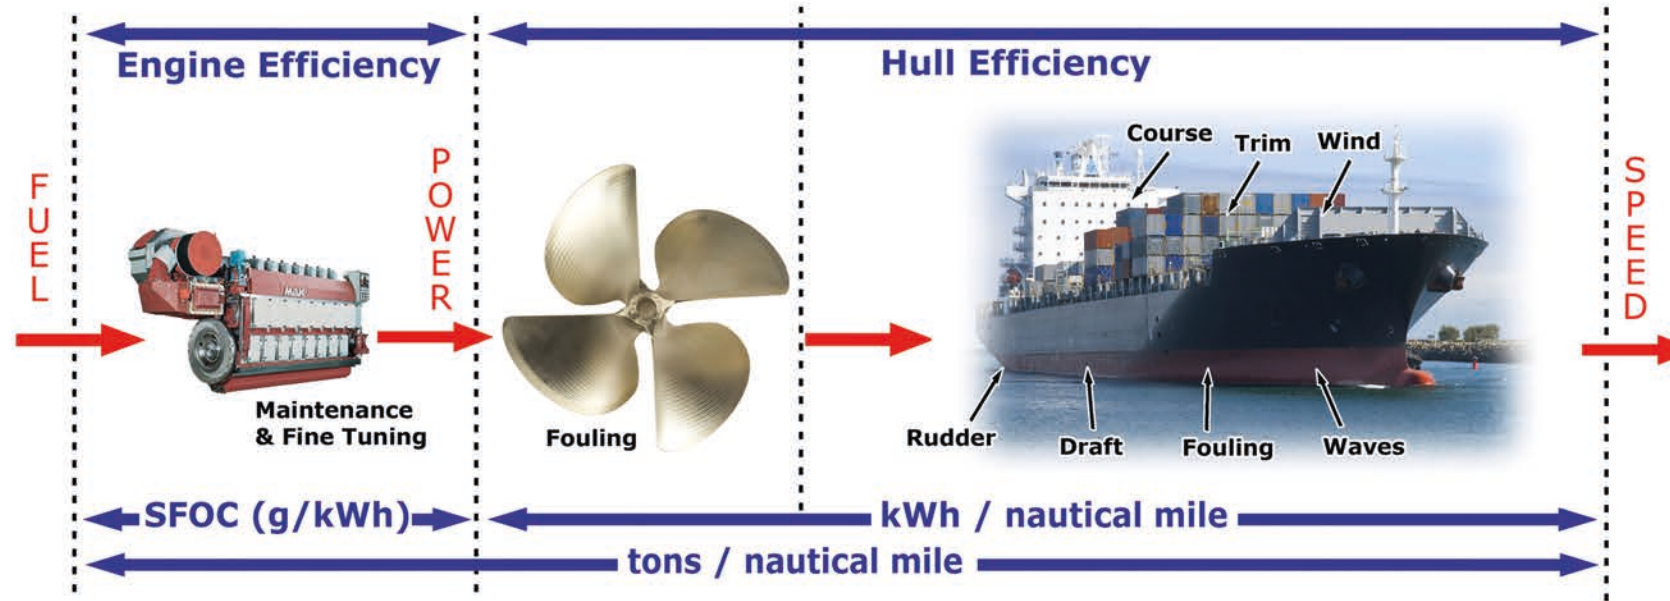 Engine Efficiency
Hull Efficiency
FUEL
POWER
SPEED
Course
Trim
Wind
MaK
Maintenance
& Fine Tuning
Fouling
Rudder
Draft
Fouling
Waves
SFOC (g/kWh)
kWh / nautical mile
tons / nautical mile